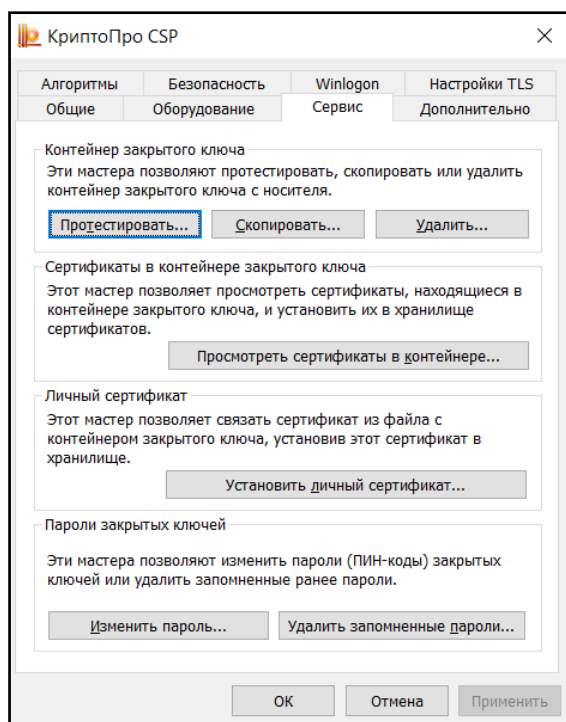 КриптоПро CSP
Алгоритмы Безопасность Winlogon Настройки TLS
Общие Оборудование Сервис Дополнительно
Контейнер закрытого ключа
Эти мастера позволяют протестировать, скопировать или удалить
контейнер закрытого ключа с носителя.
Протестировать... Скопировать... Удалить...
Сертификаты в контейнере закрытого ключа
Этот мастер позволяет просмотреть сертификаты, находящиеся в
контейнере закрытого ключа, и установить их в хранилище
сертификатов.
Просмотреть сертификаты в контейнере...
Личный сертификат
Этот мастер позволяет связать сертификат из файла с
контейнером закрытого ключа, установив этот сертификат в
хранилище.
Установить личный сертификат...
Пароли закрытых ключей
Эти мастера позволяют изменить пароли (ПИН-коды) закрытых
ключей или удалить запомненные ранее пароли.
Изменить пароль... Удалить запомненные пароли...
ОК Отмена Применить